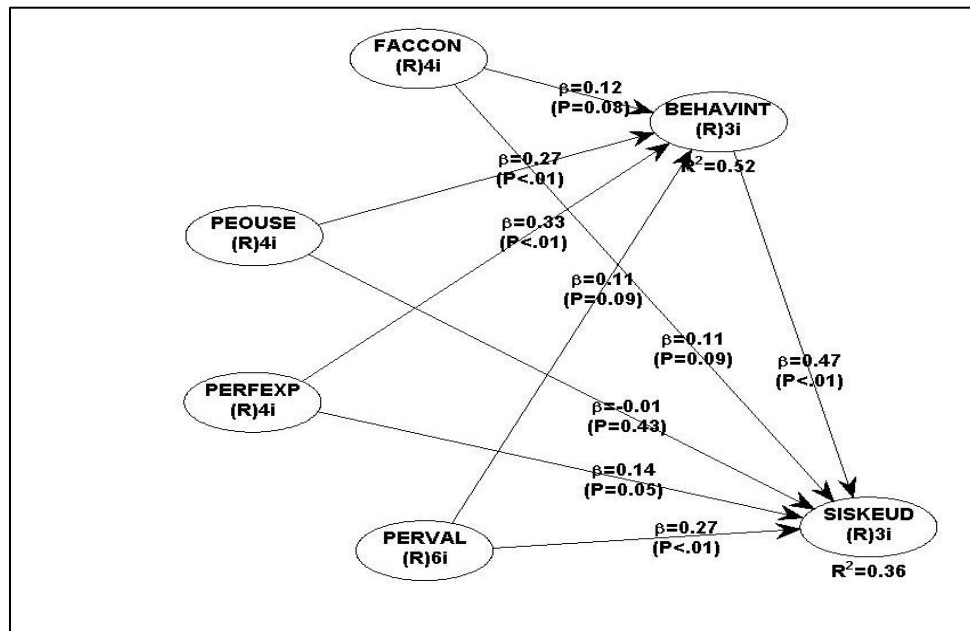 FACCON
(R)4i
β=0.12
(P=0.08)
BEHAVINT
(R)3i
R²=0.52
β=0.27
(P<.01)
PEOUSE
(R)4i
β=0.33
(P<.01)
β=0.11
(P=0.09)
β=0.11
(P=0.09)
β=0.47
(P<.01)
PERFEXP
(R)4i
β=-0.01
(P=0.43)
β=0.14
(P=0.05)
SISKEUD
(R)3i
R²=0.36
PERVAL
(R)6i
β=0.27
(P<.01)